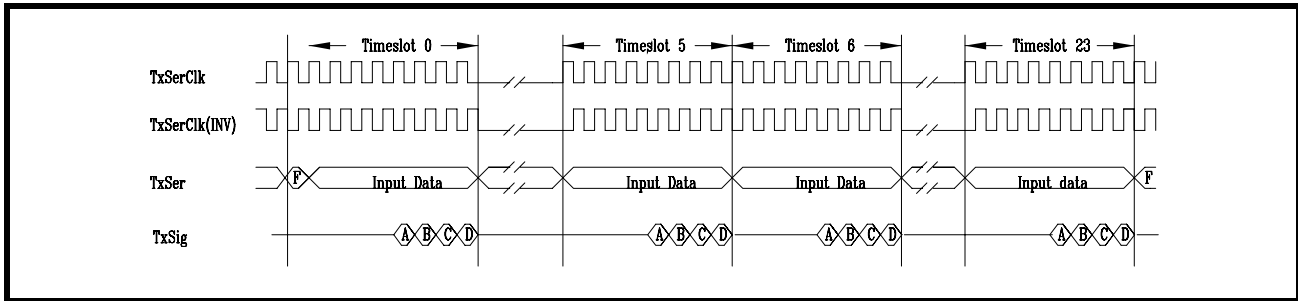 Timeslot 0 Timeslot 5 Timeslot 6 Timeslot 23
TxSerClk
TxSerClk(INV)
TxSer F Input Data Input Data Input Data Input data F
TxSig A B C D A B C D A B C D A B C D